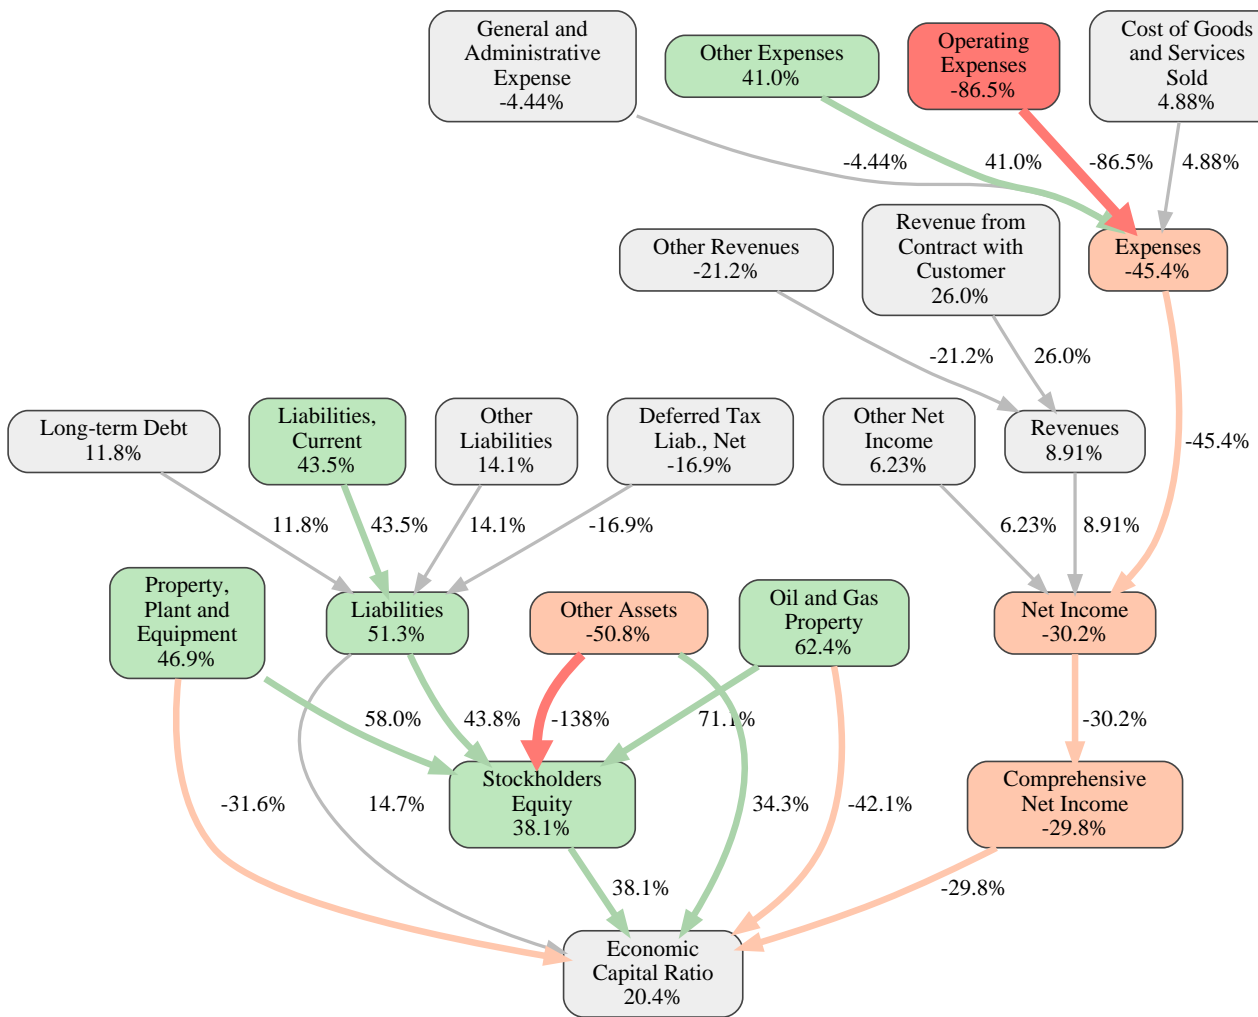 General and
Administrative
Expense
-4.44%
Other Expenses
41.0%
Operating
Expenses
-86.5%
Cost of Goods
and Services
Sold
4.88%
-4.44%
41.0%
-86.5%
4.88%
Other Revenues
-21.2%
Revenue from
Contract with
Customer
26.0%
Expenses
-45.4%
-21.2%
26.0%
Long-term Debt
11.8%
Liabilities,
Current
43.5%
Other
Liabilities
14.1%
Deferred Tax
Liab., Net
-16.9%
Other Net
Income
6.23%
Revenues
8.91%
-45.4%
11.8%
43.5%
14.1%
-16.9%
6.23%
8.91%
Property,
Plant and
Equipment
46.9%
Liabilities
51.3%
Other Assets
-50.8%
Oil and Gas
Property
62.4%
Net Income
-30.2%
58.0%
43.8%
-138%
71.1%
-30.2%
-31.6%
14.7%
Stockholders
Equity
38.1%
34.3%
-42.1%
Comprehensive
Net Income
-29.8%
38.1%
-29.8%
Economic
Capital Ratio
20.4%